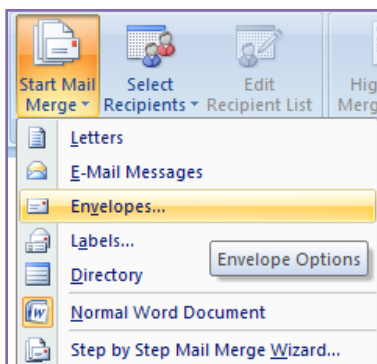 Start Mail Select Edit Hig
Merge Recipients Recipient List Merg
Letters
E-Mail Messages
Envelopes...
Labels...
Envelope Options
Directory
Normal Word Document
Step by Step Mail Merge Wizard...